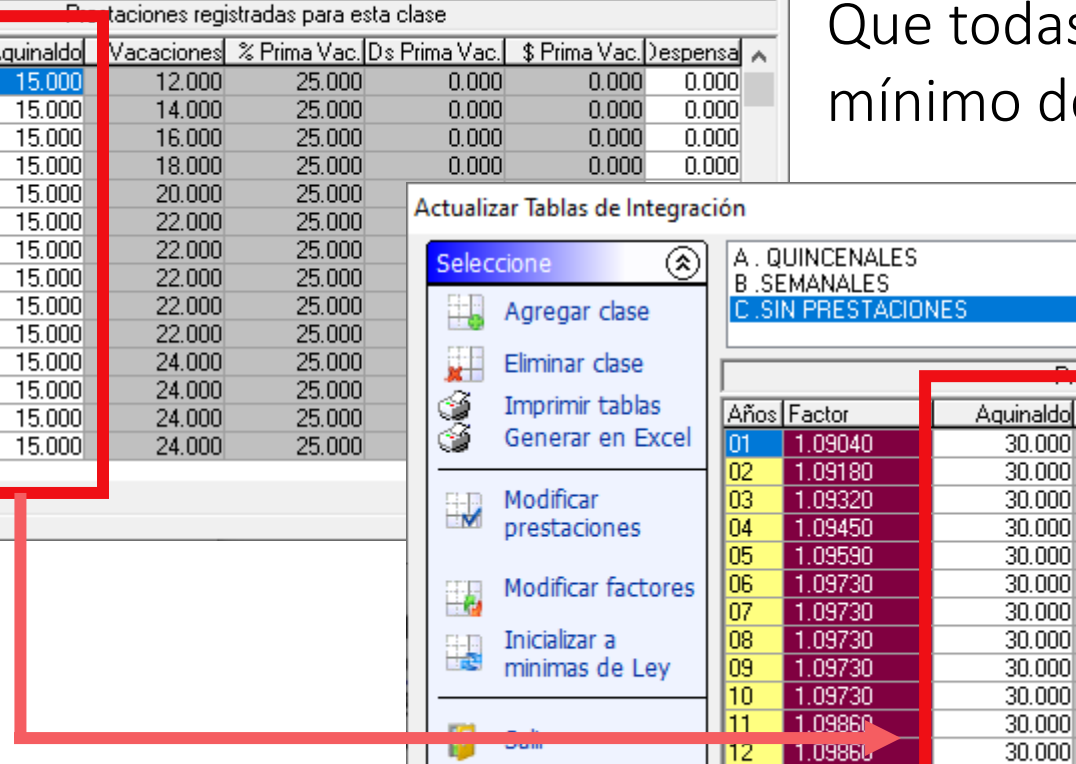 Prestaciones registradas para esta clase
Aguinaldo Vacaciones % Prima Vac. Ds Prima Vac. $ Prima Vac. Despensa
15.000 12.000 25.000 0.000 0.000 0.000
15.000 14.000 25.000 0.000 0.000 0.000
15.000 16.000 25.000 0.000 0.000 0.000
15.000 18.000 25.000 0.000 0.000 0.000
15.000 20.000 25.000
15.000 22.000 25.000
15.000 22.000 25.000
15.000 22.000 25.000
15.000 22.000 25.000
15.000 22.000 25.000
15.000 24.000 25.000
15.000 24.000 25.000
15.000 24.000 25.000
15.000 24.000 25.000
Que todas
mínimo de
Actualizar Tablas de Integración
Seleccione
Agregar clase
Eliminar clase
Imprimir tablas
Generar en Excel
Modificar
prestaciones
Modificar factores
Inicializar a
minimas de Ley
Salir
A . QUINCENALES
B .SEMANALES
C .SIN PRESTACIONES
Años Factor Aguinaldo
01 1.09040 30.000
02 1.09180 30.000
03 1.09320 30.000
04 1.09450 30.000
05 1.09590 30.000
06 1.09730 30.000
07 1.09730 30.000
08 1.09730 30.000
09 1.09730 30.000
10 1.09730 30.000
11 1.09860 30.000
12 1.09860 30.000